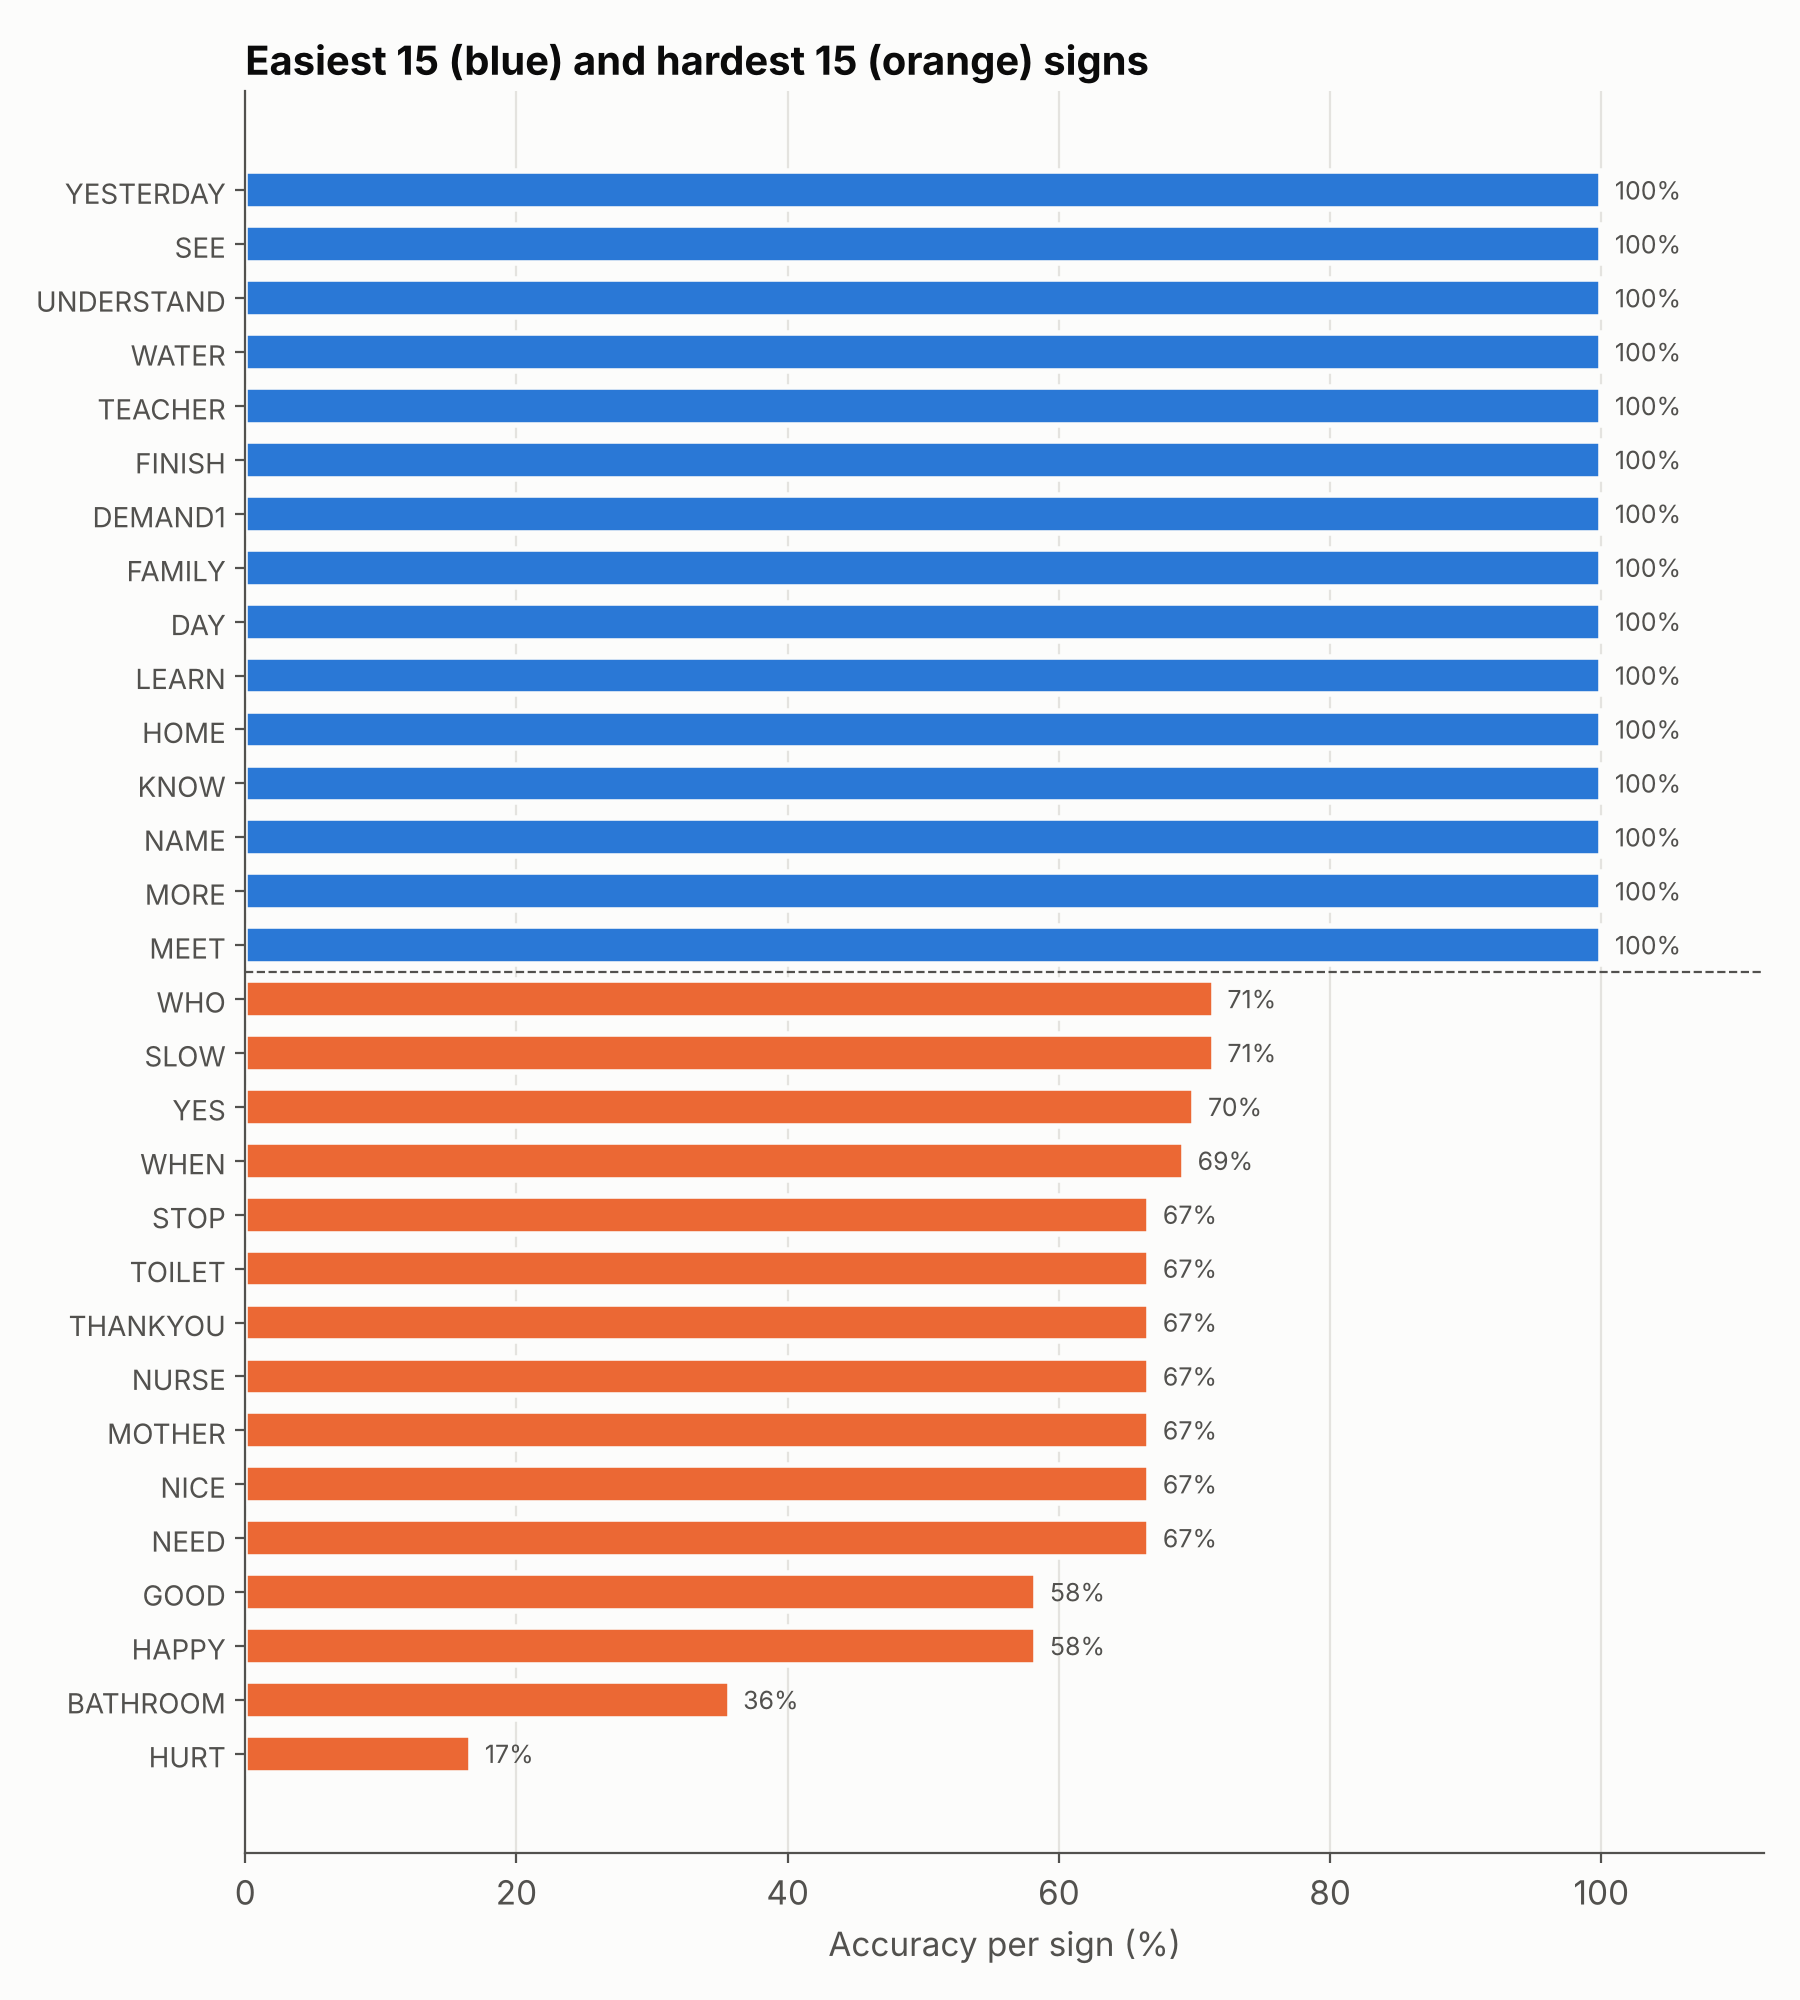 Easiest 15 (blue) and hardest 15 (orange) signs
YESTERDAY 100%
SEE 100%
UNDERSTAND 100%
WATER 100%
TEACHER 100%
FINISH 100%
DEMAND1 100%
FAMILY 100%
DAY 100%
LEARN 100%
HOME 100%
KNOW 100%
NAME 100%
MORE 100%
MEET 100%
WHO 71%
SLOW 71%
YES 70%
WHEN 69%
STOP 67%
TOILET 67%
THANKYOU 67%
NURSE 67%
MOTHER 67%
NICE 67%
NEED 67%
GOOD 58%
HAPPY 58%
BATHROOM 36%
HURT 17%
0 20 40 60 80 100
Accuracy per sign (%)